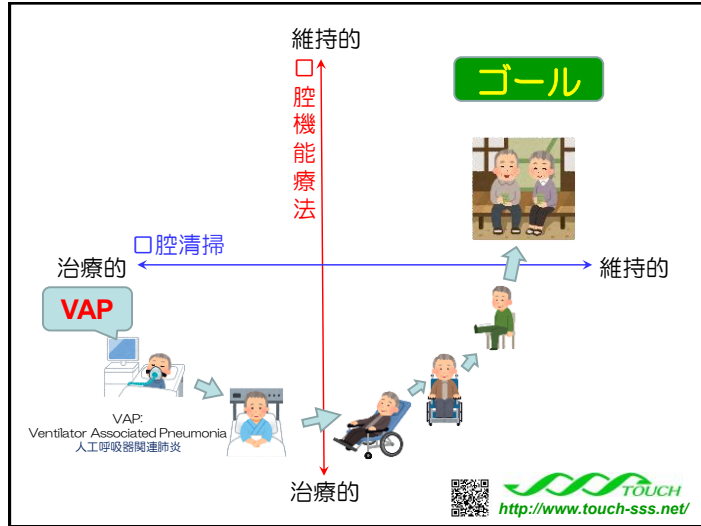 維持的
ゴール
口腔機能療法
口腔清掃
治療的
維持的
VAP
VAP:
Ventilator Associated Pneumonia
人工呼吸器関連肺炎
治療的
TOUCH
http://www.touch-sss.net/